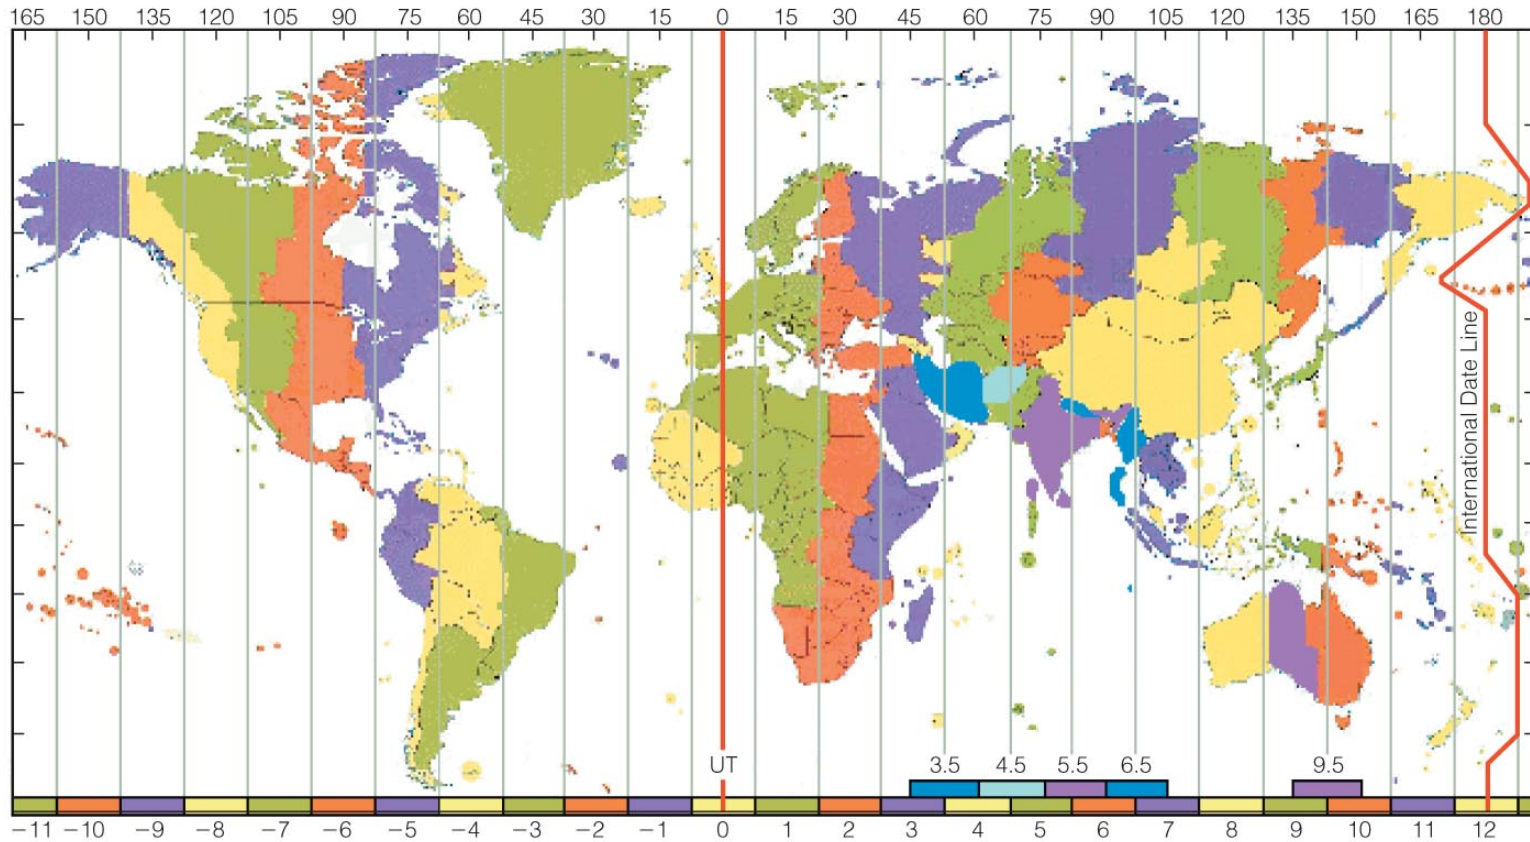 165 150 135 120 105 90 75 60 45 30 15 0 15 30 45 60 75 90 105 120 135 150 165 180
International Date Line
UT
3.5 4.5 5.5 6.5 9.5
−11 −10 −9 −8 −7 −6 −5 −4 −3 −2 −1 0 1 2 3 4 5 6 7 8 9 10 11 12